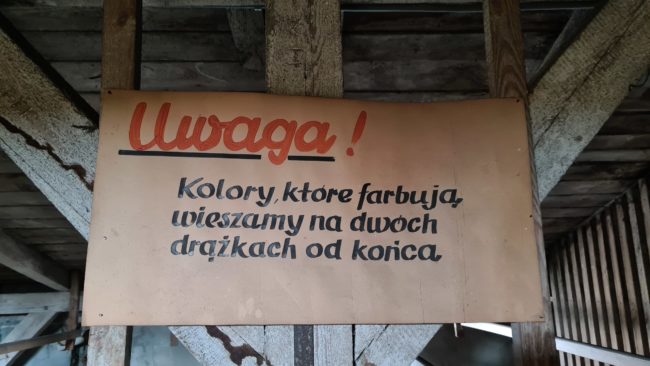 Uwaga!
Kolory, które farbują,
wieszamy na dwóch
drążkach od końca.